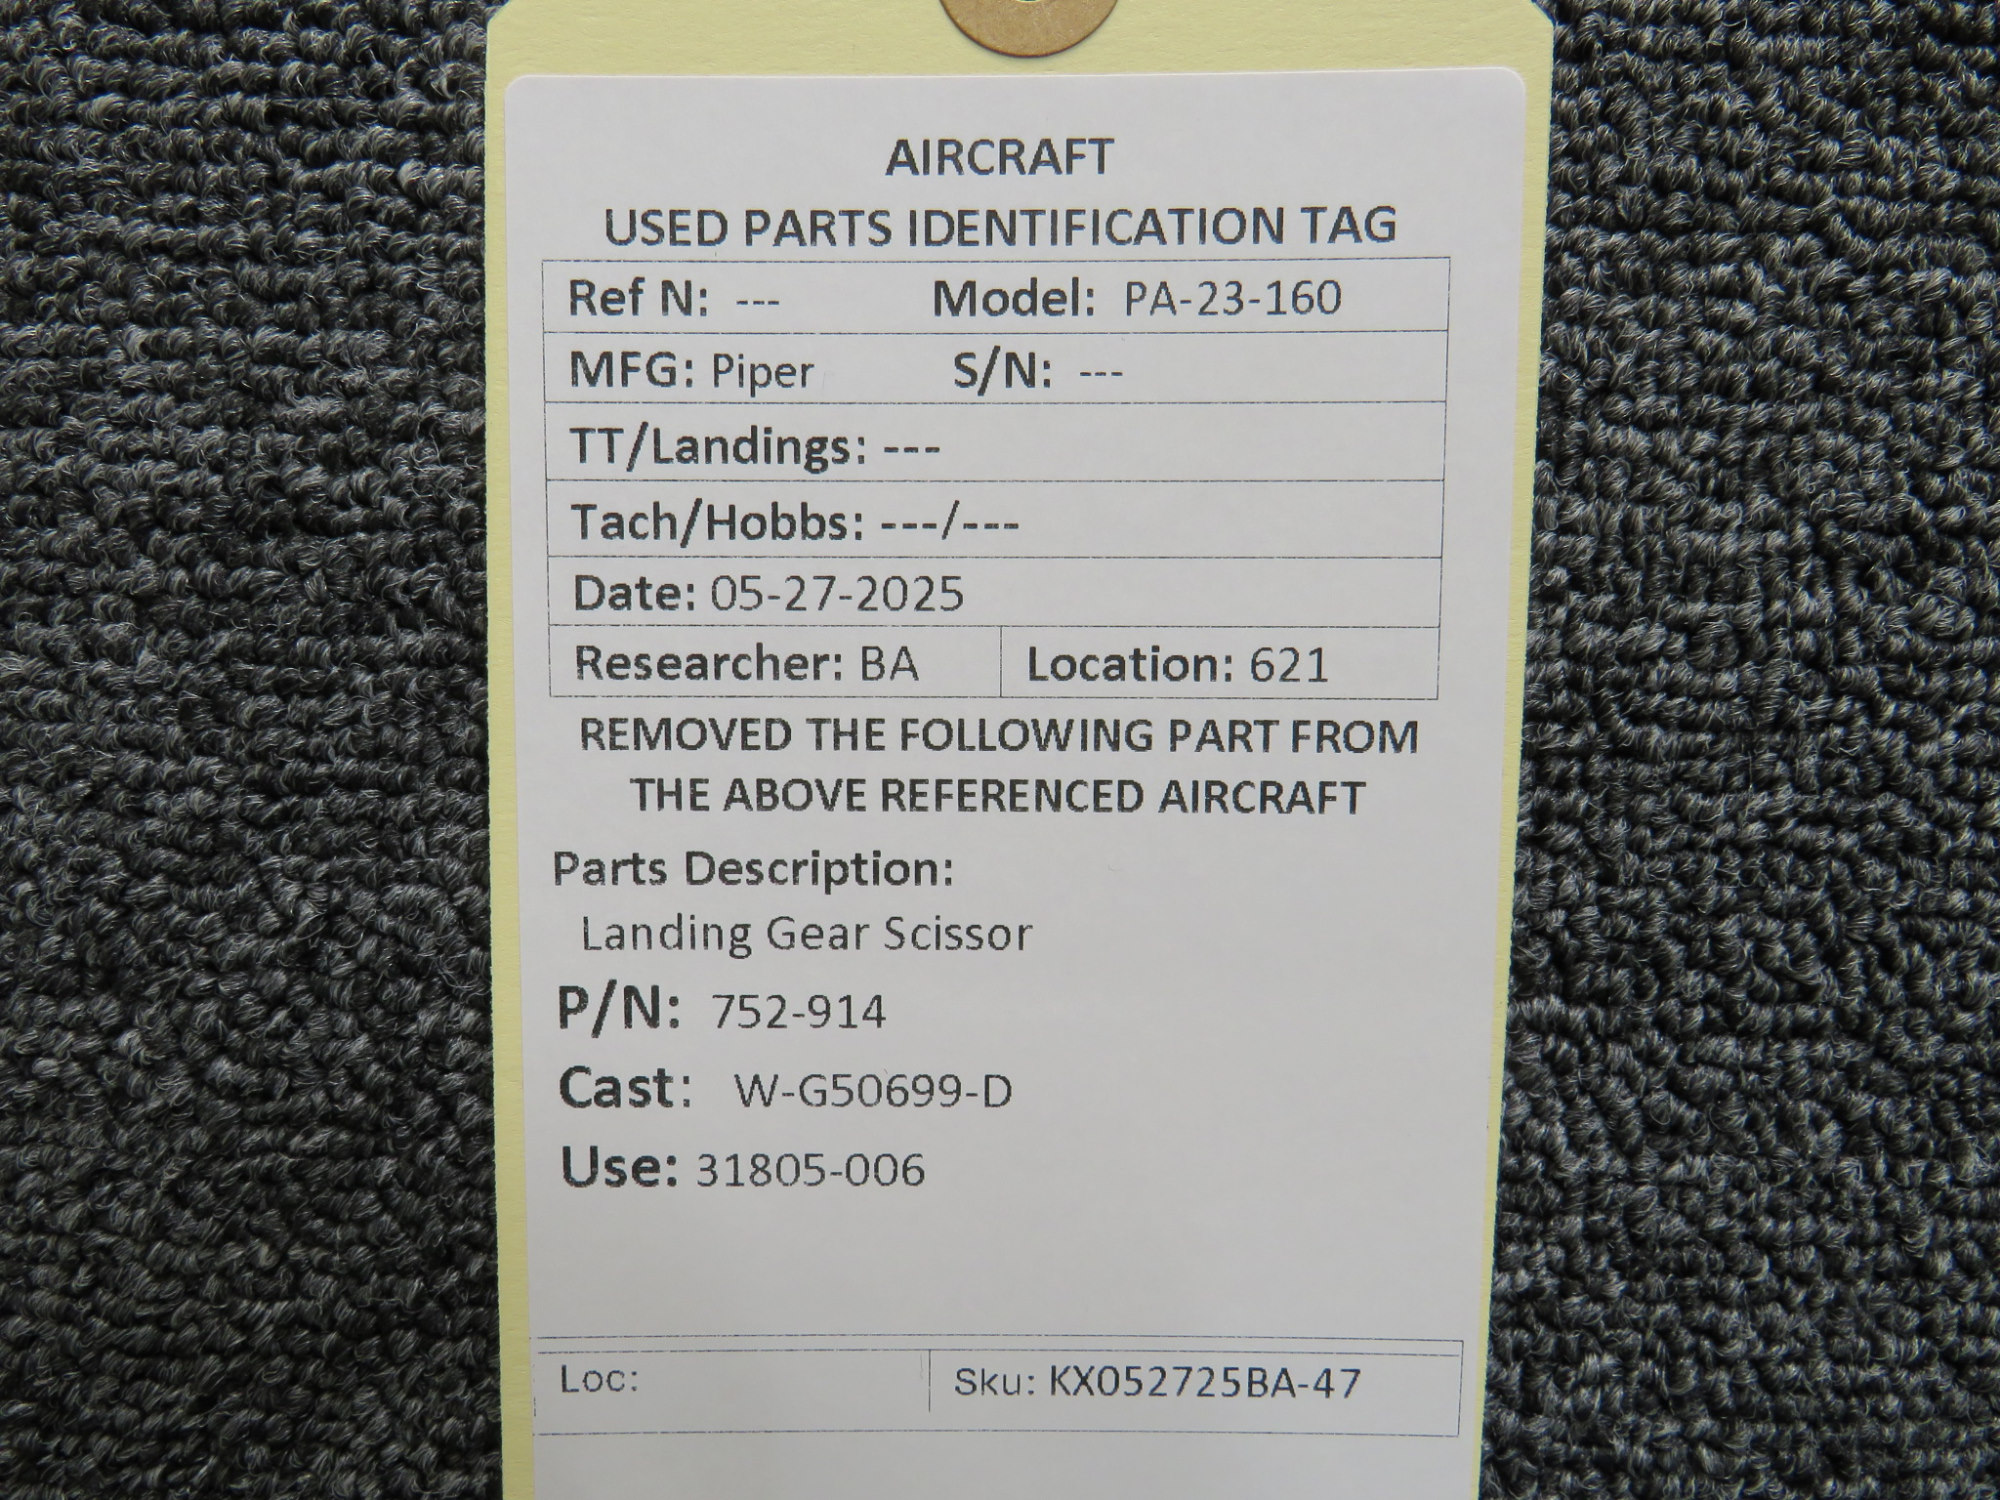 AIRCRAFT
USED PARTS IDENTIFICATION TAG
Ref N: --- Model: PA-23-160
MFG: Piper S/N: ---
TT/Landings: ---
Tach/Hobbs: ---/---
Date: 05-27-2025
Researcher: BA Location: 621
REMOVED THE FOLLOWING PART FROM
THE ABOVE REFERENCED AIRCRAFT
Parts Description:
Landing Gear Scissor
P/N: 752-914
Cast: W-G50699-D
Use: 31805-006
Loc: Sku: KX052725BA-47